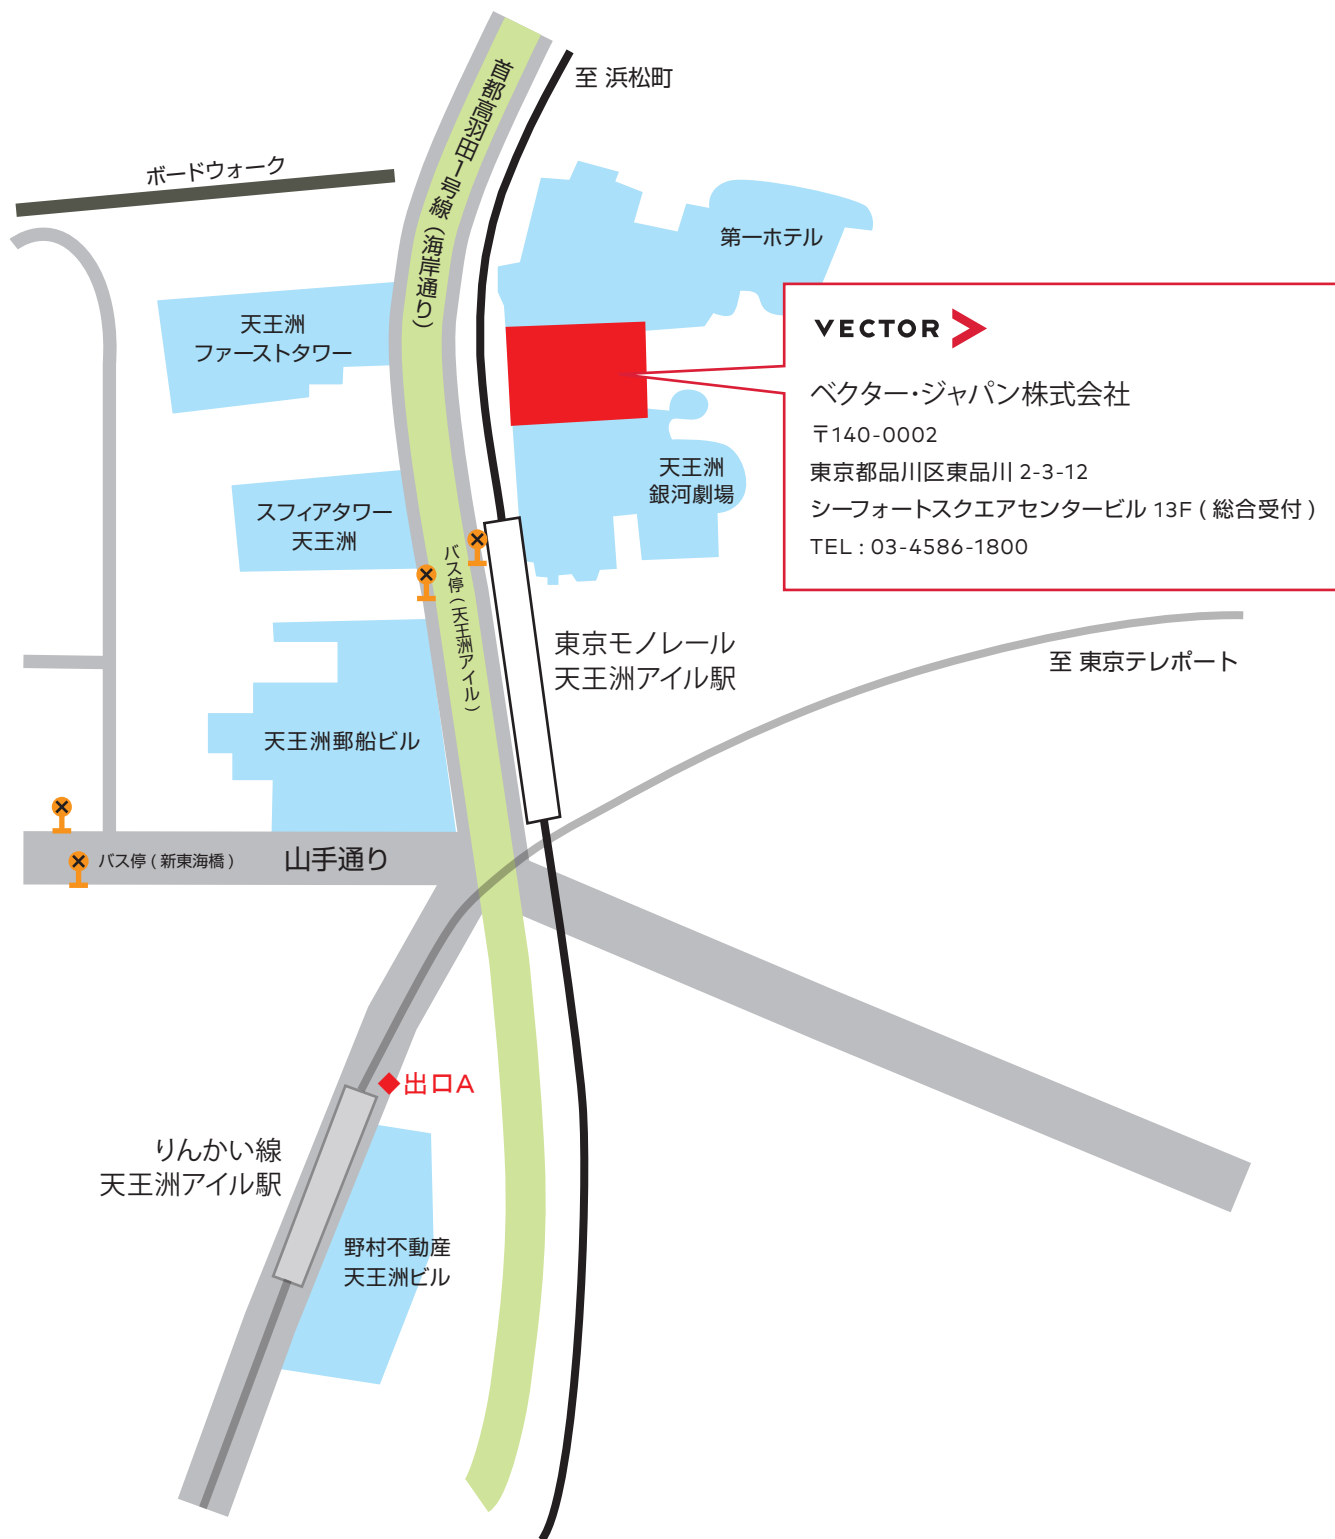 至 浜松町
首都高羽田1号線（海岸通り）
ボードウォーク
第一ホテル
天王洲
ファーストタワー
VECTOR
ベクター・ジャパン株式会社
〒140-0002
東京都品川区東品川 2-3-12
シーフォートスクエアセンタービル 13F ( 総合受付 )
TEL : 03-4586-1800
天王洲
銀河劇場
スフィアタワー
天王洲
バス停 ( 天王洲アイル )
東京モノレール
天王洲アイル駅
至 東京テレポート
天王洲郵船ビル
バス停 ( 新東海橋 )
山手通り
出口A
りんかい線
天王洲アイル駅
野村不動産
天王洲ビル